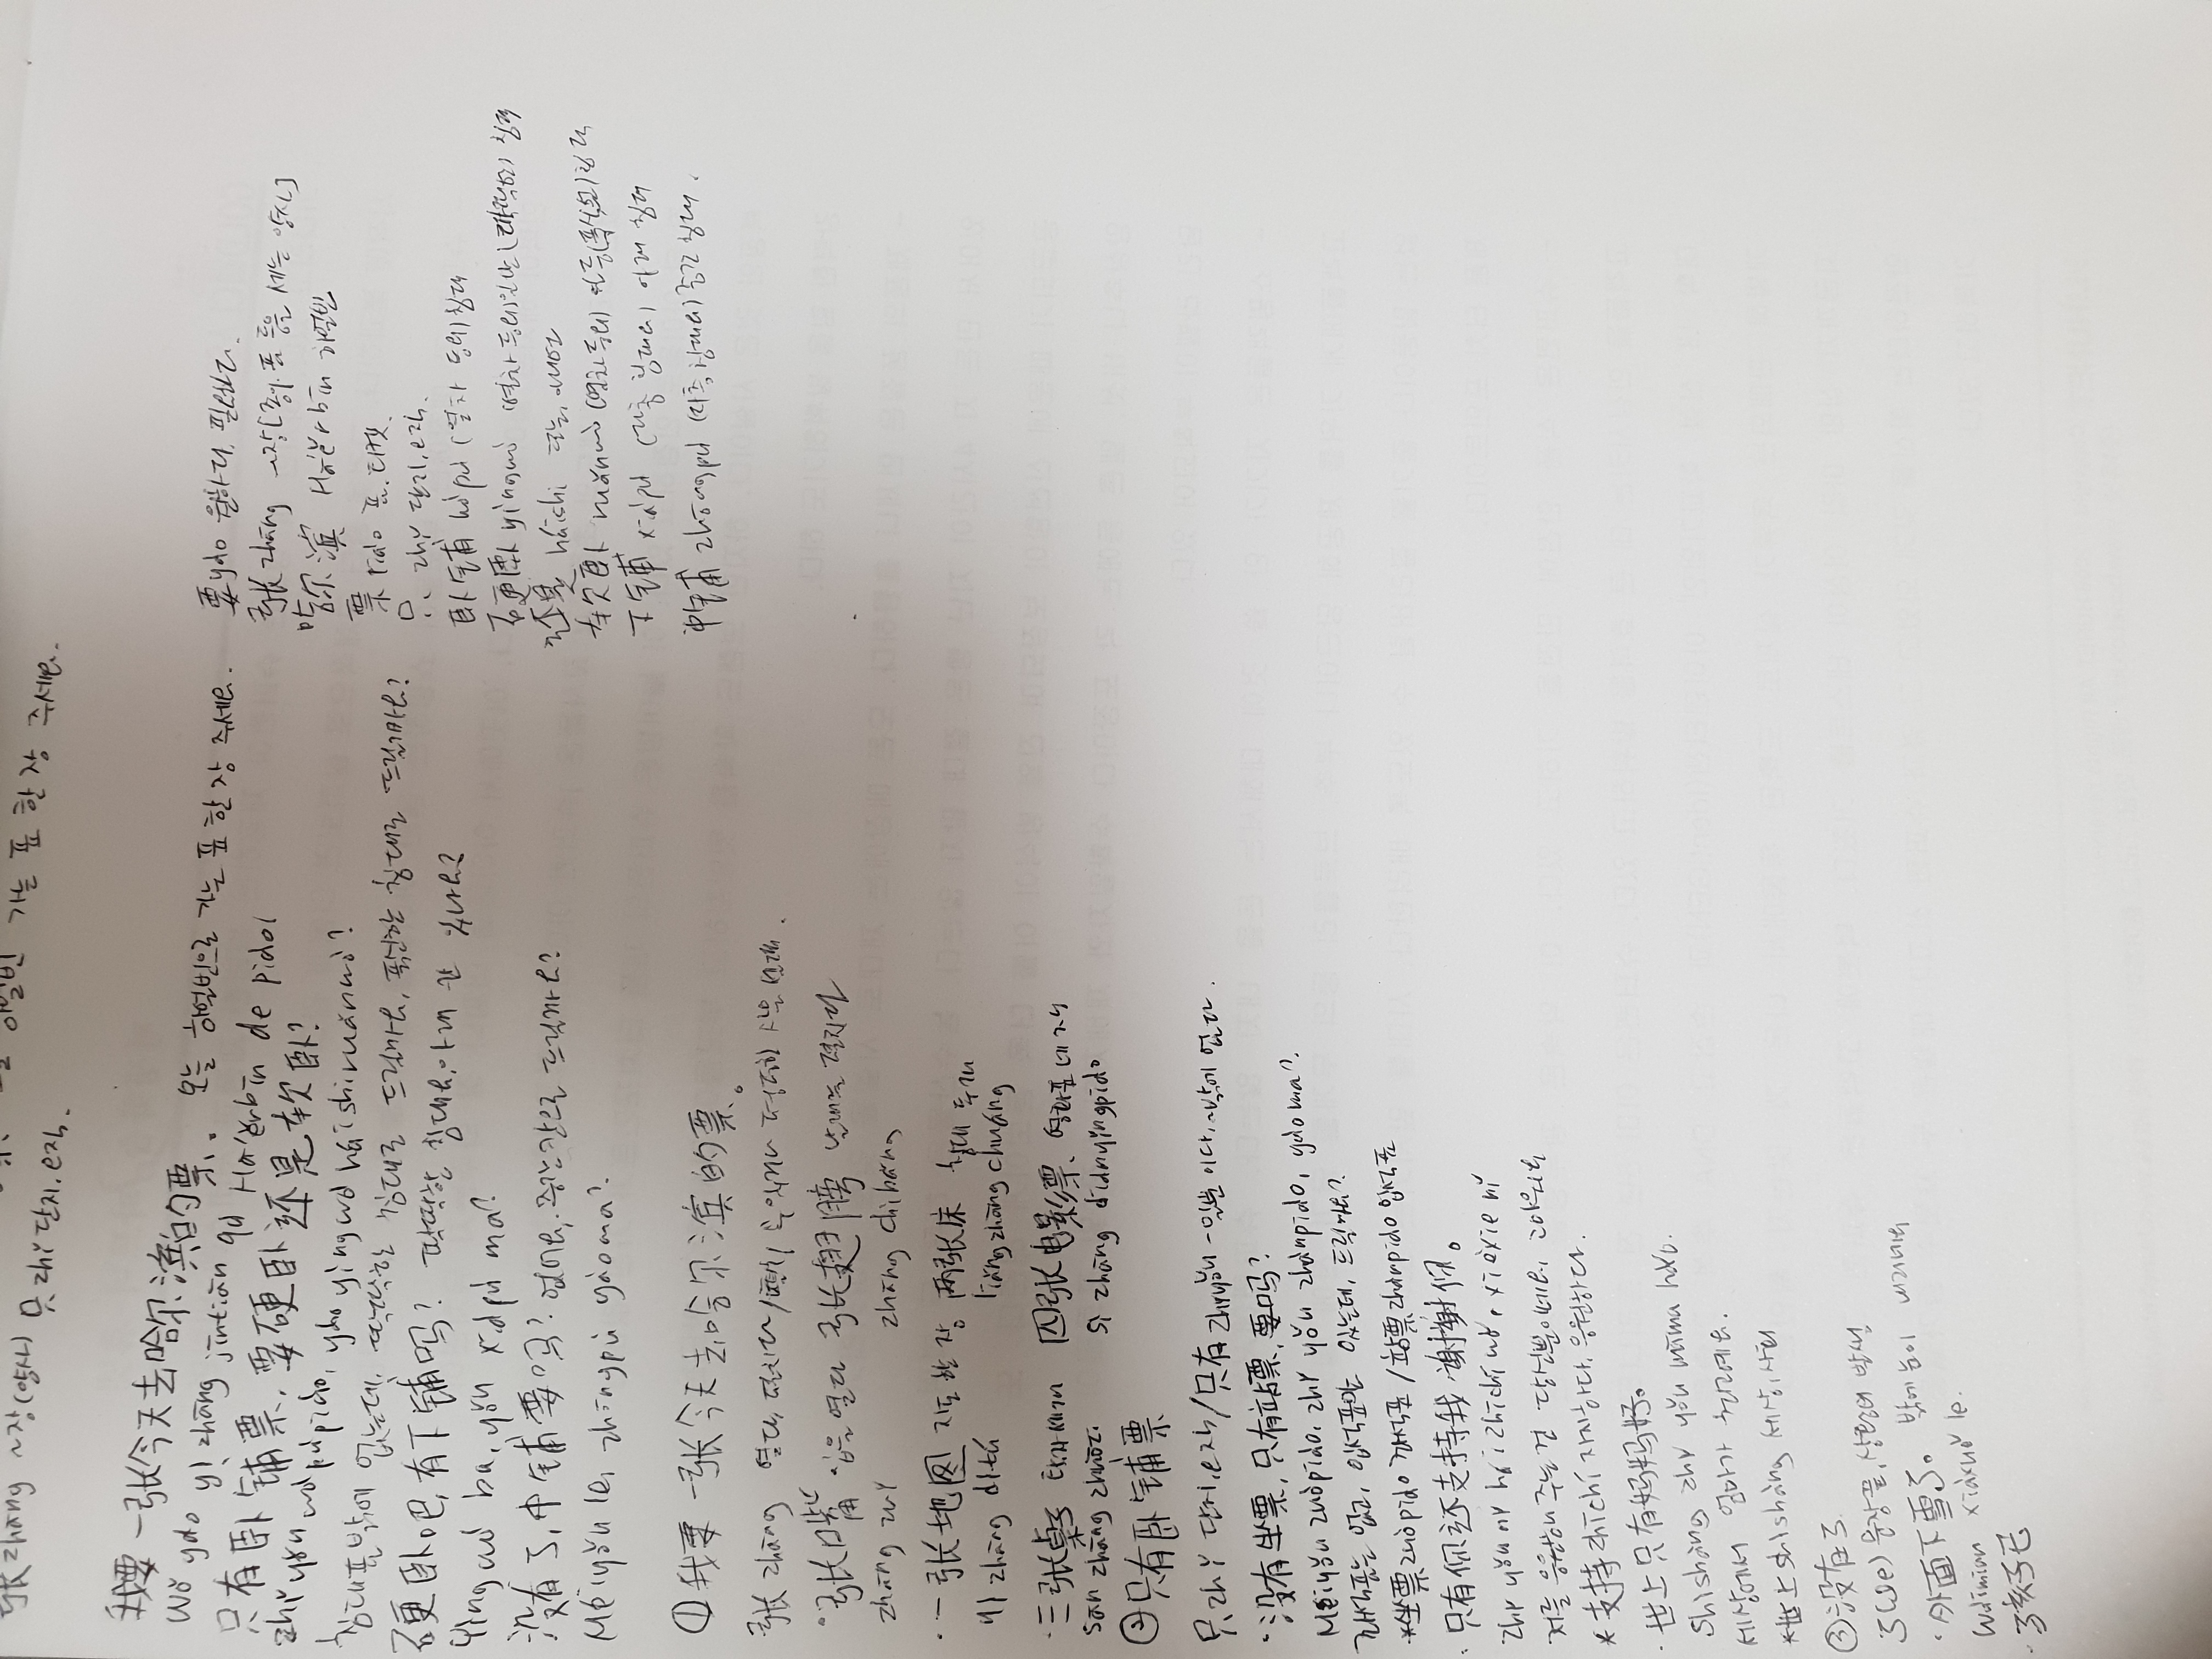 张 zhāng ~장(양사) 只 zhǐ 단지, 오직.
하얼빈 가는 표 한 장 주세요.
我要一张今天去哈尔滨的票。 오늘 하얼빈으로 가는 표 한 장 주세요.
Wǒ yào yì zhāng jīntiān qù Hā'ěrbīn de piào
只有卧铺票, 要硬卧还是软卧?
Zhǐ yǒu wòpùpiào, yào yìngwò háishi ruǎnwò?
침대표밖에 없는데, 딱딱한 침대로 드릴까요, 푹신한 침대로 드릴까요?
硬卧吧, 有下铺吗? 딱딱한 침대요, 아래 칸 있나요?
Yìngwò ba, yǒu xiàpù ma?
没有了, 中铺要吗? 없어요, 중간 칸으로 드릴까요?
Méiyǒu le, zhōngpù yào ma?
① 我要一张今天去哈尔滨的票。
张 zhāng 열다, 펼치다/펼칠 수 있거나 평평한 사물
·张口嘴 입을 열다 张翅膀 날개를 펼치다
zhāng zuǐ zhāng chìbǎng
·一张地图 지도 한 장 两张床 침대 두 개
yì zhāng dìtú liǎng zhāng chuáng
·三张桌子 탁자 세 개 四张电影票 영화표 네 장
Sān zhāng zhuōzi sì zhāng diànyǐngpiào
② 只有卧铺票
只 zhǐ 단지, 오직/只有 zhǐyǒu ~일뿐이다, ~밖에 없다.
·没有坐票, 只有站票, 要吗?
Méiyǒu zuòpiào, zhǐ yǒu zhànpiào, yào ma?
좌석표는 없고, 입석표만 있는데, 드릴까요?
*坐票 zuòpiào 좌석표 / 站票 zhànpiào 입석표
·只有你还支持我, 谢谢你。
Zhǐ yǒu nǐ hái zhīchí wǒ, xièxie nǐ
저를 응원해 주는 건 당신뿐이네요, 고마워요
*支持 zhīchí 지지하다, 응원하다.
·世上只有妈妈好。
Shìshàng zhǐ yǒu māma hǎo.
세상에서 엄마가 최고예요.
*世上 shìshàng 세상, 사회
③ 没有了
了(le) 문장 끝, 상황의 발생
·外面下雪了。 밖에 눈이 내리네요
Wàimian xiàxuě le.
·了孩子已
要 yào 원하다, 필요하다.
张 zhāng ~장[종이, 표 등을 세는 양사]
哈尔滨 Hā'ěrbīn 하얼빈
票 piào 표, 티켓.
只 zhǐ 단지, 오직.
卧铺 wòpù (열차 등의) 침대
硬卧 yìngwò (열차 등의) 일반(딱딱한) 침대
还是 háishi 또는, 아니면
软卧 ruǎnwò (열차 등의) 일등(푹신한) 침대
下铺 xiàpù (다층 침대의) 아래 침대
中铺 zhōngpù (다층 침대의) 중간 침대.